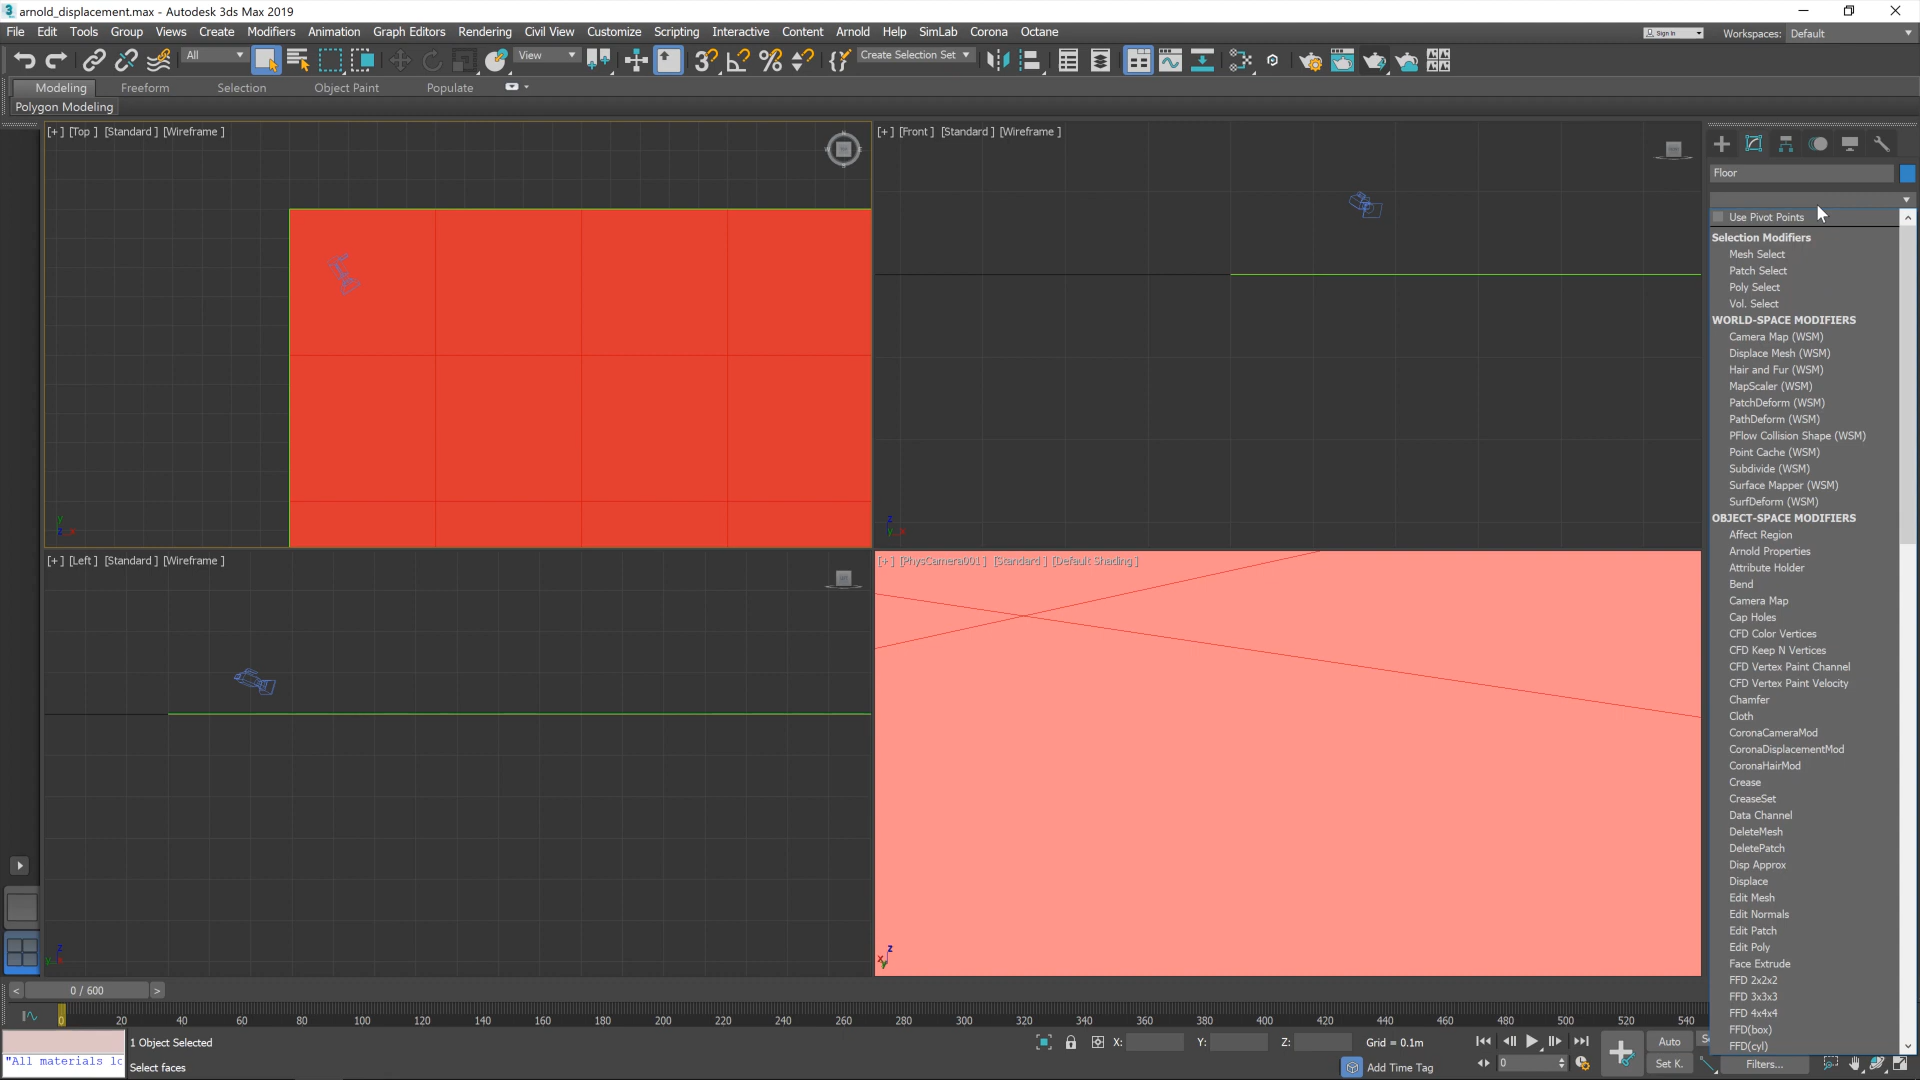 arnold_displacement.max - Autodesk 3ds Max 2019
File Edit Tools Group Views Create Modifiers Animation Graph Editors Rendering Civil View Customize Scripting Interactive Content Arnold Help SimLab Corona Octane
Sign In Workspaces: Default
All View Create Selection Set
Modeling Freeform Selection Object Paint Populate
Polygon Modeling
[+] [Top] [Standard] [Wireframe]
[+] [Front] [Standard] [Wireframe]
[+] [Left] [Standard] [Wireframe]
[+] [PhysCamera001] [Standard] [Default Shading]
Floor
Use Pivot Points
Selection Modifiers
Mesh Select
Patch Select
Poly Select
Vol. Select
WORLD-SPACE MODIFIERS
Camera Map (WSM)
Displace Mesh (WSM)
Hair and Fur (WSM)
MapScaler (WSM)
PatchDeform (WSM)
PathDeform (WSM)
PFlow Collision Shape (WSM)
Point Cache (WSM)
Subdivide (WSM)
Surface Mapper (WSM)
SurfDeform (WSM)
OBJECT-SPACE MODIFIERS
Affect Region
Arnold Properties
Attribute Holder
Bend
Camera Map
Cap Holes
CFD Color Vertices
CFD Keep N Vertices
CFD Vertex Paint Channel
CFD Vertex Paint Velocity
Chamfer
Cloth
CoronaCameraMod
CoronaDisplacementMod
CoronaHairMod
Crease
CreaseSet
Data Channel
DeleteMesh
DeletePatch
Disp Approx
Displace
Edit Mesh
Edit Normals
Edit Patch
Edit Poly
Face Extrude
FFD 2x2x2
FFD 3x3x3
FFD 4x4x4
FFD(box)
FFD(cyl)
< 0 / 600 >
0 20 40 60 80 100 120 140 160 180 200 220 240 260 280 300 320 340 360 380 400 420 440 460 480 500 520 540
1 Object Selected
X: Y: Z: Grid = 0.1m
Auto
"All materials lc
Select faces
Add Time Tag
0
Set K.
Filters...